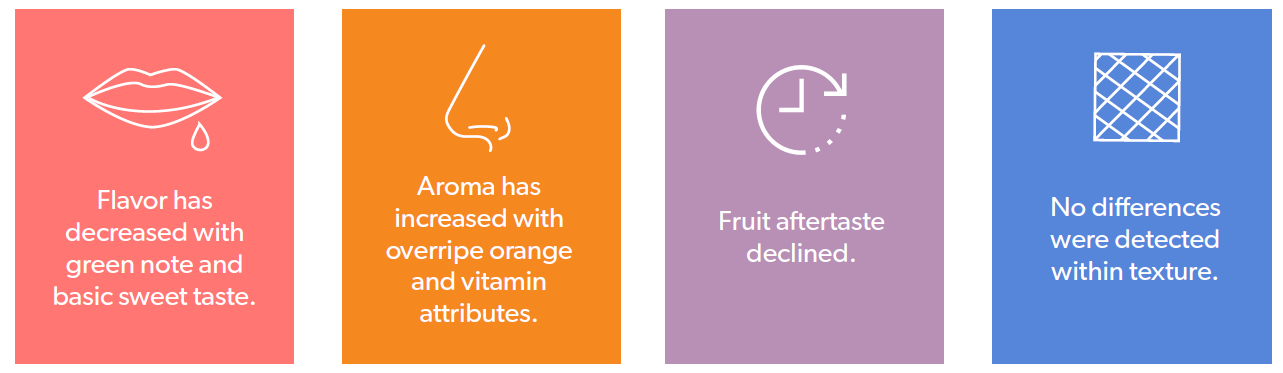 Flavor has
decreased with
green note and
basic sweet taste.
Aroma has
increased with
overripe orange
and vitamin
attributes.
Fruit aftertaste
declined.
No differences
were detected
within texture.